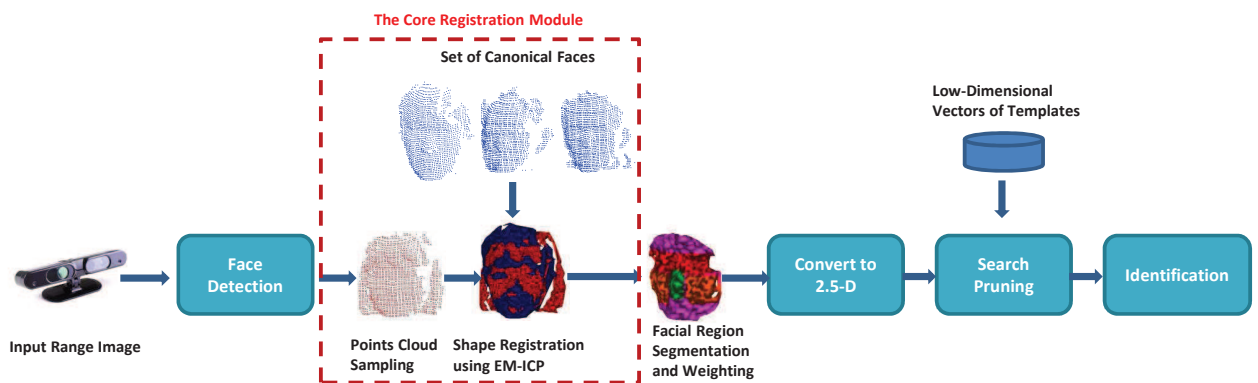 The Core Registration Module
Set of Canonical Faces
Low-Dimensional
Vectors of Templates
Face
Detection
Convert to
2.5-D
Search
Pruning
Identification
Input Range Image
Points Cloud
Sampling
Shape Registration
using EM-ICP
Facial Region
Segmentation
and Weighting